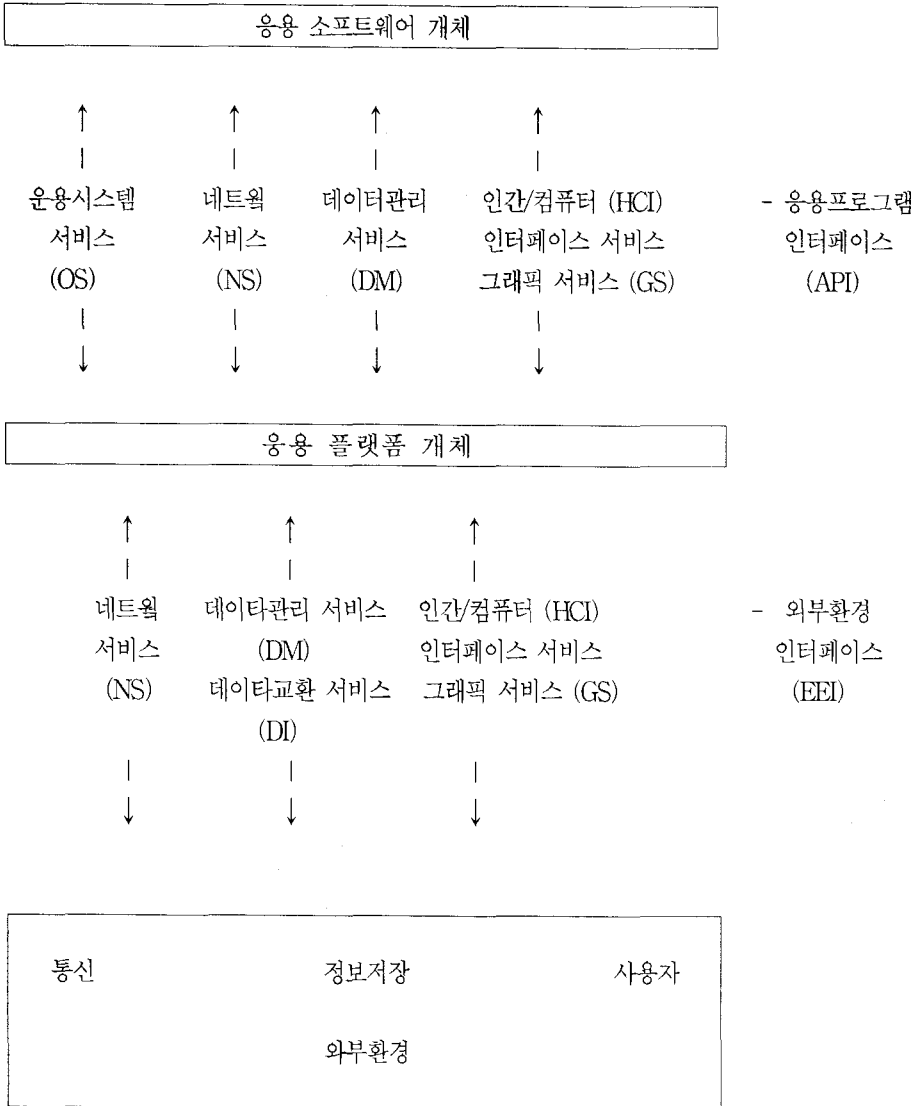 응용 소프트웨어 개체
운용시스템 네트웍 데이터관리 인간/컴퓨터 (HCI) - 응용프로그램
서비스 서비스 서비스 인터페이스 서비스 인터페이스
(OS) (NS) (DM) 그래픽 서비스 (GS) (API)
응용 플랫폼 개체
네트웍 데이타관리 서비스 인간/컴퓨터 (HCI) - 외부환경
서비스 (DM) 인터페이스 서비스 인터페이스
(NS) 데이타교환 서비스 그래픽 서비스 (GS) (EEI)
(DI)
통신 정보저장 사용자
와부환경